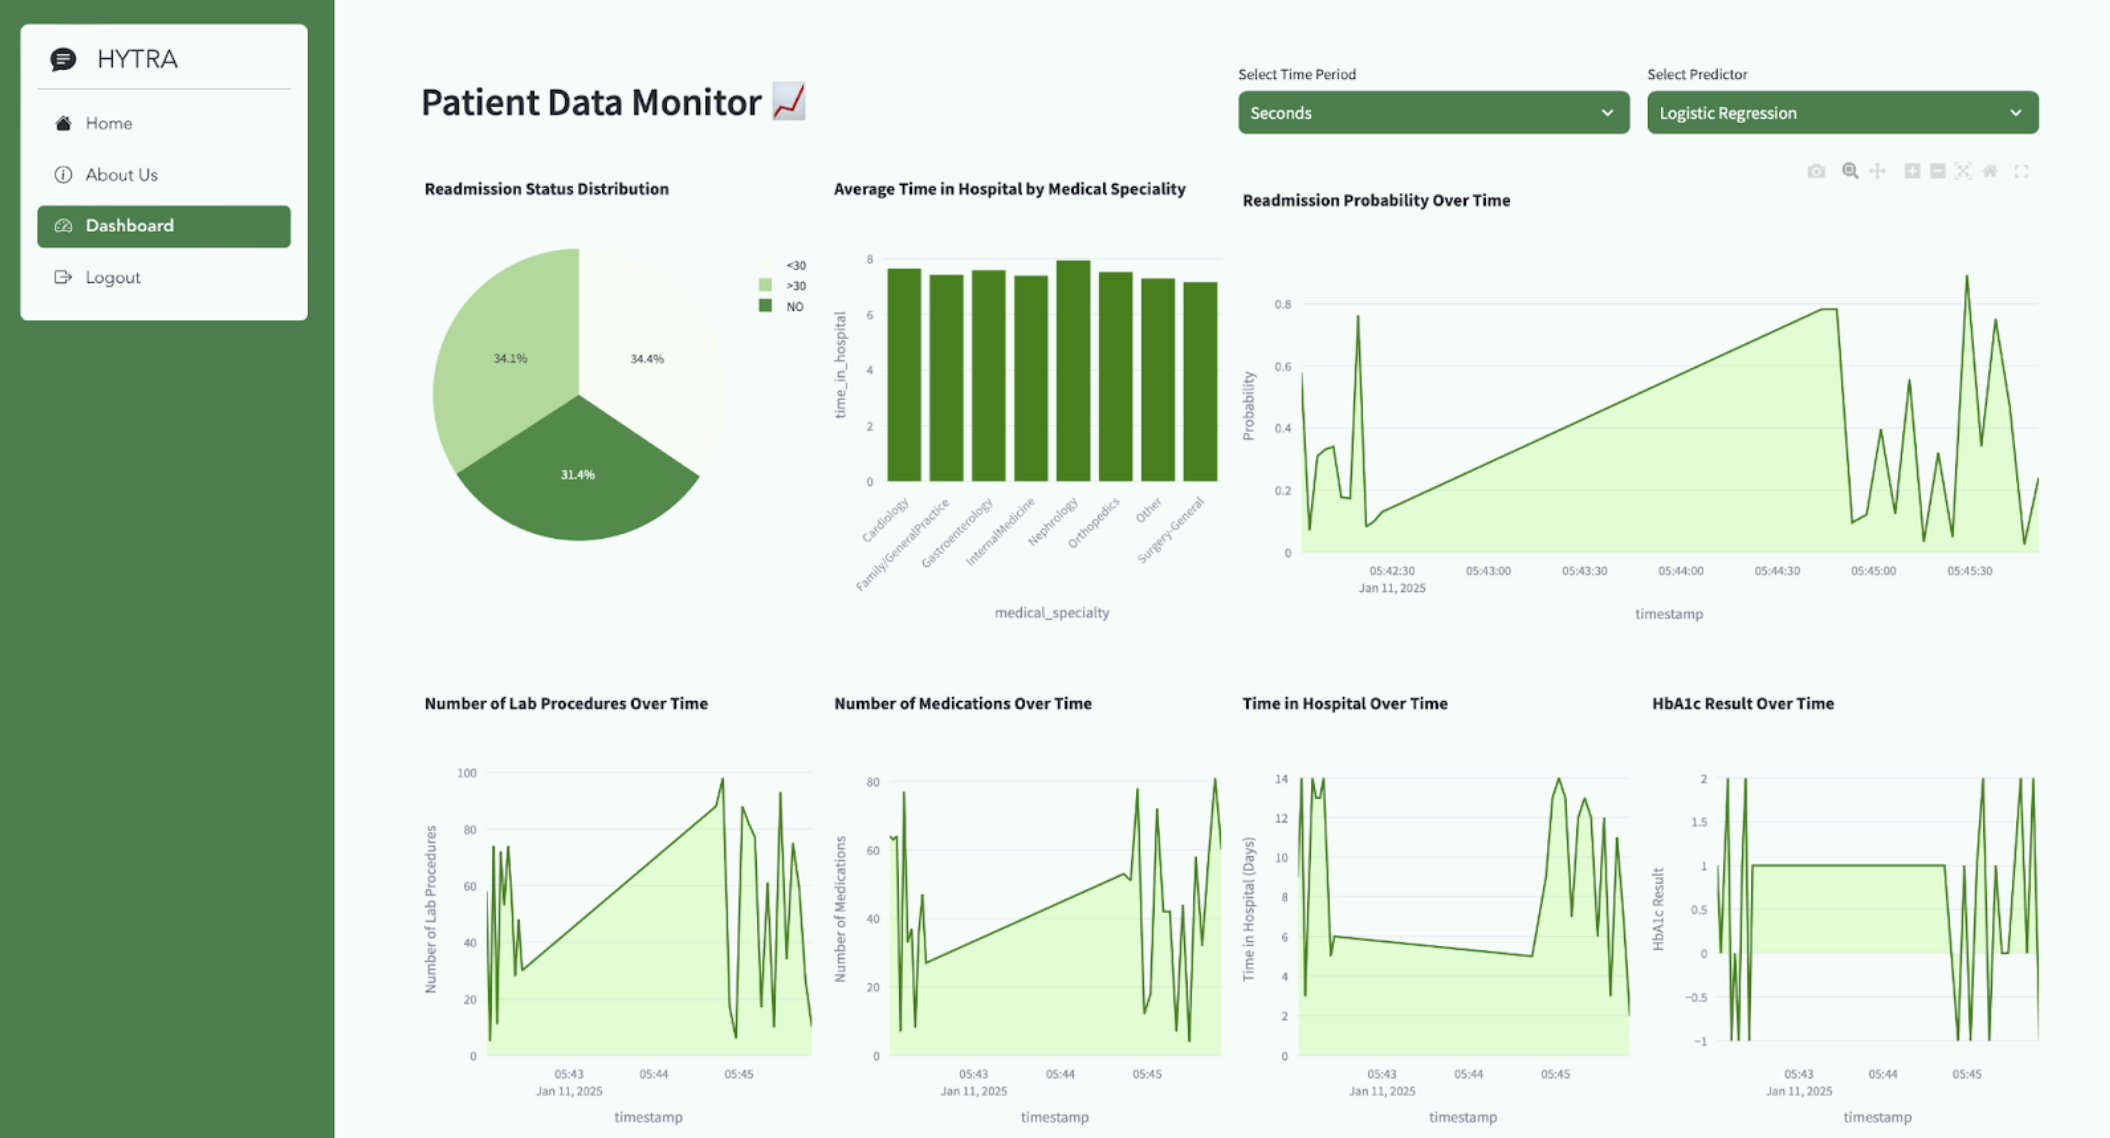 HYTRA
Home
About Us
Dashboard
Logout
Patient Data Monitor
Select Time Period
Seconds
Select Predictor
Logistic Regression
Readmission Status Distribution
<30
>30
NO
34.1%
34.4%
31.4%
Average Time in Hospital by Medical Speciality
8
6
4
2
0
time_in_hospital
Cardiology
Family/GeneralPractice
Gastroenterology
InternalMedicine
Nephrology
Orthopedics
Other
Surgery-General
medical_specialty
Readmission Probability Over Time
0.8
0.6
0.4
0.2
0
Probability
05:42:30 05:43:00 05:43:30 05:44:00 05:44:30 05:45:00 05:45:30
Jan 11, 2025
timestamp
Number of Lab Procedures Over Time
100
80
60
40
20
0
Number of Lab Procedures
05:43 05:44 05:45
Jan 11, 2025
timestamp
Number of Medications Over Time
80
60
40
20
0
Number of Medications
05:43 05:44 05:45
Jan 11, 2025
timestamp
Time in Hospital Over Time
14
12
10
8
6
4
2
0
Time in Hospital (Days)
05:43 05:44 05:45
Jan 11, 2025
timestamp
HbA1c Result Over Time
2
1.5
1
0.5
0
−0.5
−1
HbA1c Result
05:43 05:44 05:45
Jan 11, 2025
timestamp